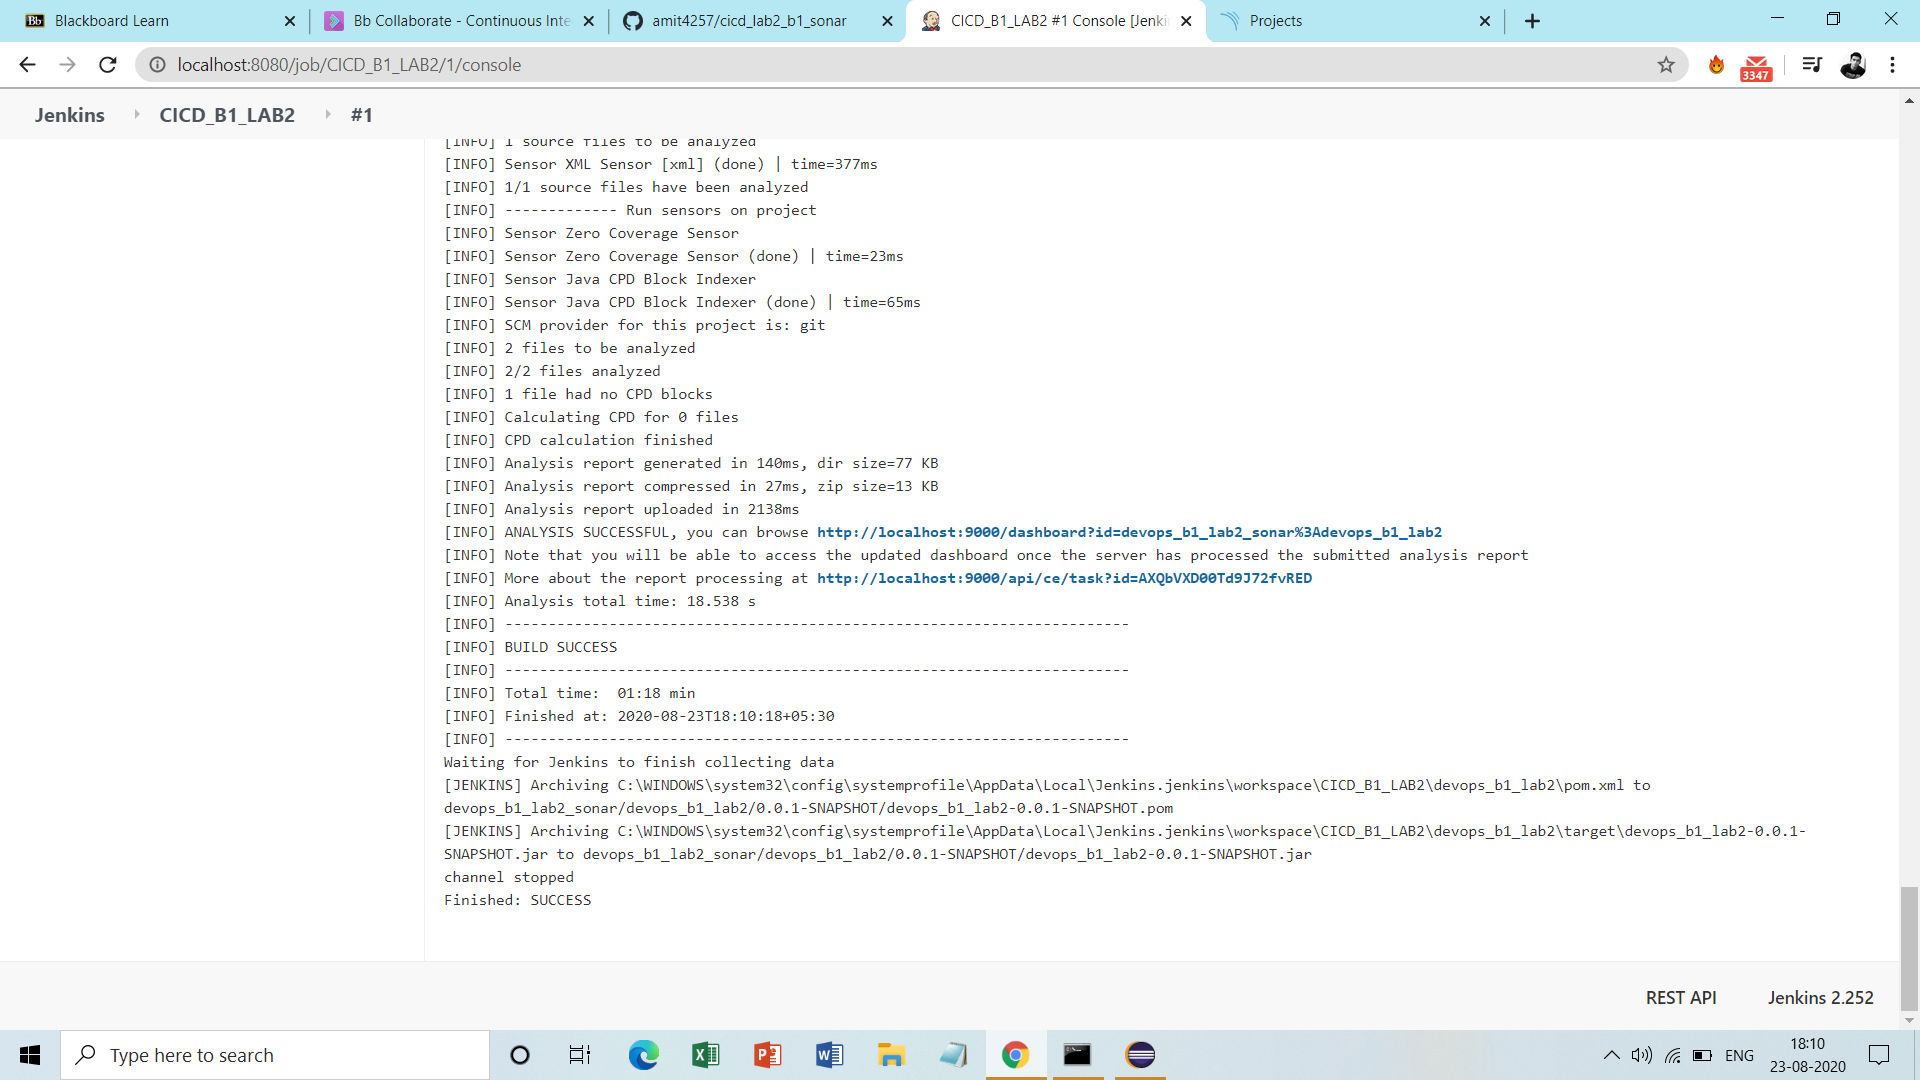 Blackboard Learn
Bb Collaborate - Continuous Inte
amit4257/cicd_lab2_b1_sonar
CICD_B1_LAB2 #1 Console [Jenki
Projects
localhost:8080/job/CICD_B1_LAB2/1/console
3347
Jenkins
CICD_B1_LAB2
#1
[INFO] 1 source files to be analyzed
[INFO] Sensor XML Sensor [xml] (done) | time=377ms
[INFO] 1/1 source files have been analyzed
[INFO] ------------- Run sensors on project
[INFO] Sensor Zero Coverage Sensor
[INFO] Sensor Zero Coverage Sensor (done) | time=23ms
[INFO] Sensor Java CPD Block Indexer
[INFO] Sensor Java CPD Block Indexer (done) | time=65ms
[INFO] SCM provider for this project is: git
[INFO] 2 files to be analyzed
[INFO] 2/2 files analyzed
[INFO] 1 file had no CPD blocks
[INFO] Calculating CPD for 0 files
[INFO] CPD calculation finished
[INFO] Analysis report generated in 140ms, dir size=77 KB
[INFO] Analysis report compressed in 27ms, zip size=13 KB
[INFO] Analysis report uploaded in 2138ms
[INFO] ANALYSIS SUCCESSFUL, you can browse http://localhost:9000/dashboard?id=devops_b1_lab2_sonar%3Adevops_b1_lab2
[INFO] Note that you will be able to access the updated dashboard once the server has processed the submitted analysis report
[INFO] More about the report processing at http://localhost:9000/api/ce/task?id=AXQbVXD00Td9J72fvRED
[INFO] Analysis total time: 18.538 s
[INFO] ------------------------------------------------------------------------
[INFO] BUILD SUCCESS
[INFO] ------------------------------------------------------------------------
[INFO] Total time:  01:18 min
[INFO] Finished at: 2020-08-23T18:10:18+05:30
[INFO] ------------------------------------------------------------------------
Waiting for Jenkins to finish collecting data
[JENKINS] Archiving C:\WINDOWS\system32\config\systemprofile\AppData\Local\Jenkins.jenkins\workspace\CICD_B1_LAB2\devops_b1_lab2\pom.xml to
devops_b1_lab2_sonar/devops_b1_lab2/0.0.1-SNAPSHOT/devops_b1_lab2-0.0.1-SNAPSHOT.pom
[JENKINS] Archiving C:\WINDOWS\system32\config\systemprofile\AppData\Local\Jenkins.jenkins\workspace\CICD_B1_LAB2\devops_b1_lab2\target\devops_b1_lab2-0.0.1-
SNAPSHOT.jar to devops_b1_lab2_sonar/devops_b1_lab2/0.0.1-SNAPSHOT/devops_b1_lab2-0.0.1-SNAPSHOT.jar
channel stopped
Finished: SUCCESS
REST API
Jenkins 2.252
Type here to search
ENG
18:10
23-08-2020